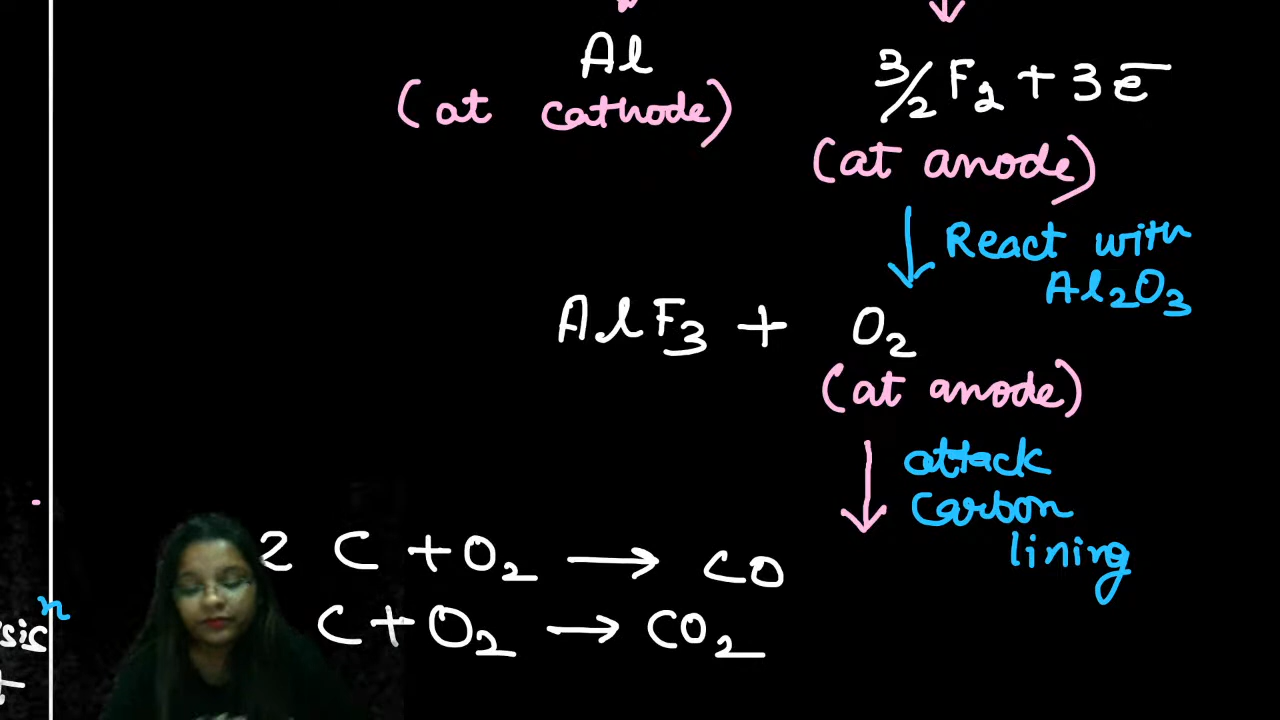 Al
(at cathode)
3/2 F₂ + 3e⁻
(at anode)
React with
Al₂O₃
AlF₃ + O₂
(at anode)
attack
carbon
lining
2 C + O₂ → CO
C + O₂ → CO₂
n